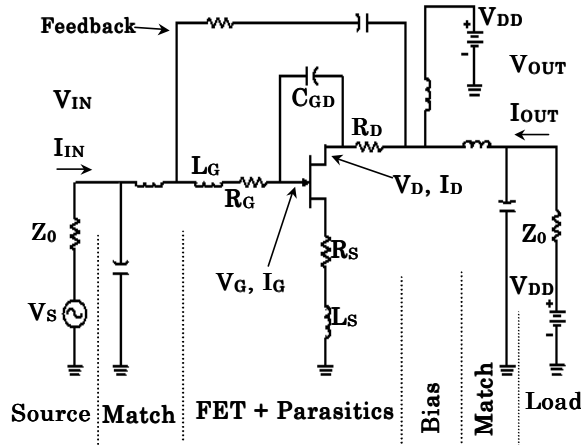 Feedback
VDD
+
-
VOUT
VIN
CGD
RD
IOUT
IIN
LG
RG
VD, ID
Z0
RS
Z0
VG, IG
VDD
+
-
VS
LS
Source
Match
FET + Parasitics
Bias
Match
Load